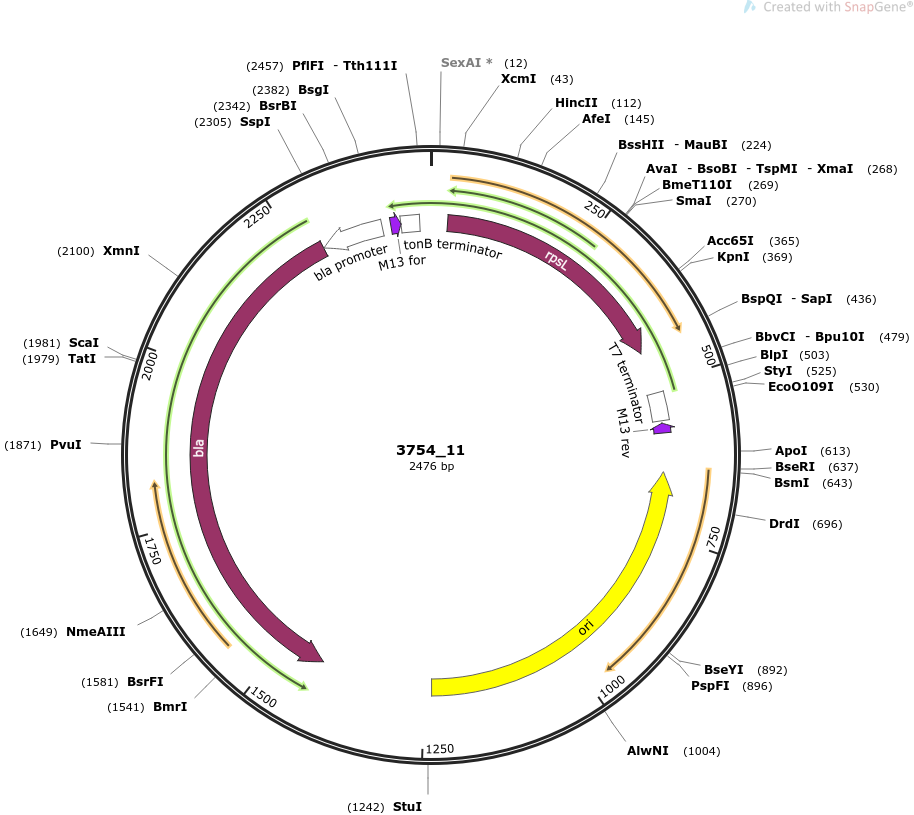 Created with SnapGene®
(2457) PflFI - Tth111I
SexAI * (12)
XcmI (43)
(2382) BsgI
(2342) BsrBI
(2305) SspI
HincII (112)
AfeI (145)
BssHII - MauBI (224)
AvaI - BsoBI - TspMI - XmaI (268)
BmeT110I (269)
SmaI (270)
2250
250
bla promoter
M13 for
tonB terminator
rpsL
Acc65I (365)
KpnI (369)
(2100) XmnI
BspQI - SapI (436)
BbvCI - Bpu10I (479)
BlpI (503)
StyI (525)
EcoO109I (530)
(1981) ScaI
(1979) TatI
2000
500
T7 terminator
M13 rev
(1871) PvuI
bla
3754_11
2476 bp
ApoI (613)
BseRI (637)
BsmI (643)
DrdI (696)
1750
750
ori
(1649) NmeAIII
(1581) BsrFI
(1541) BmrI
BseYI (892)
PspFI (896)
1500
1000
AlwNI (1004)
1250
(1242) StuI